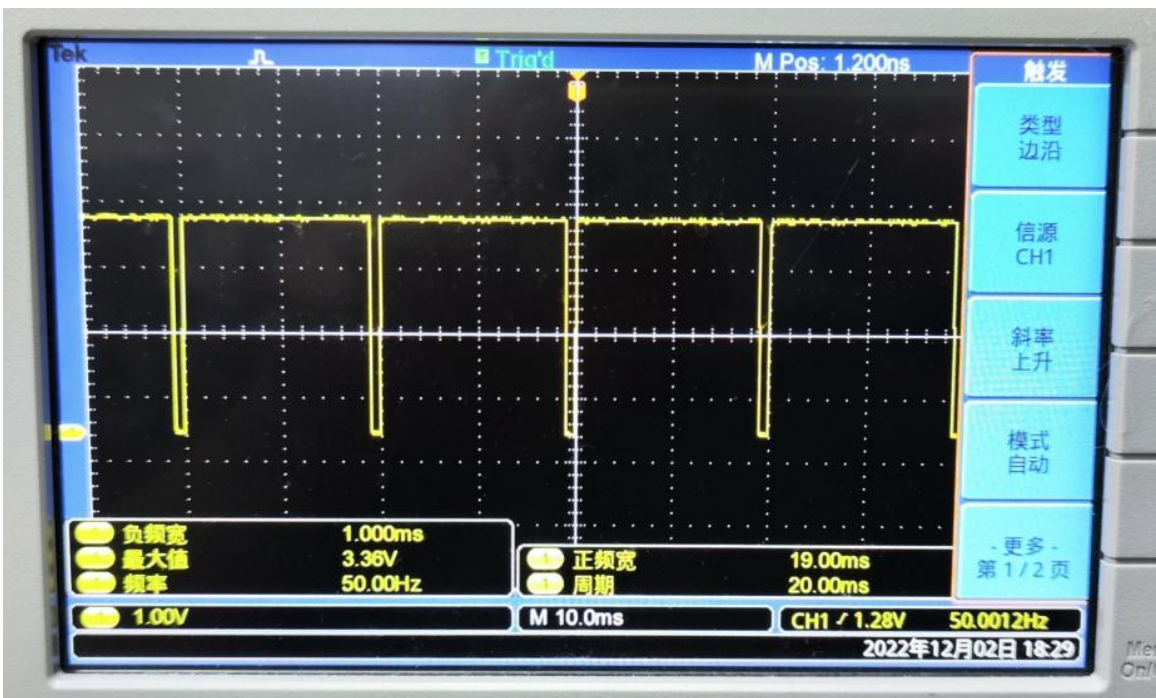 Tek
Trig'd
M Pos: 1.200ns
触发
类型
边沿
信源
CH1
斜率
上升
模式
自动
- 更多 -
第 1 / 2 页
负频宽 1.000ms
最大值 3.36V
频率 50.00Hz
正频宽 19.00ms
周期 20.00ms
1.00V
M 10.0ms
CH1 1.28V 50.0012Hz
2022年12月02日 18:29